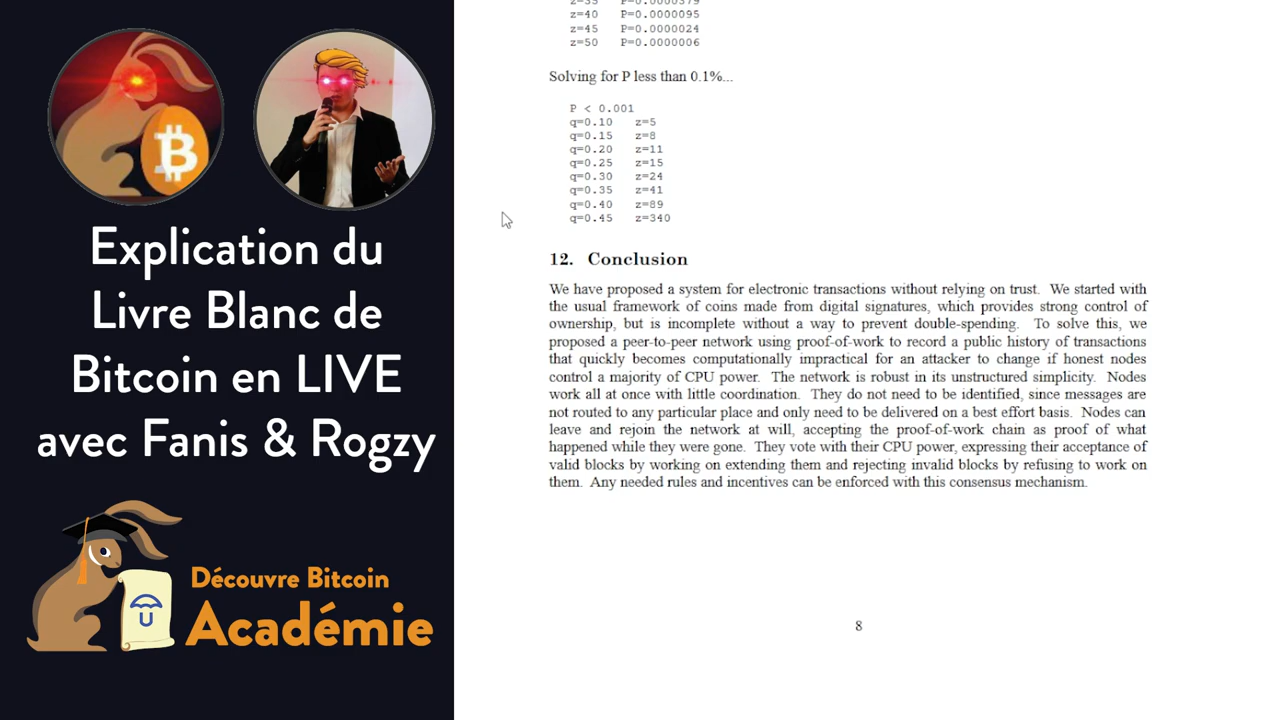 Explication du
Livre Blanc de
Bitcoin en LIVE
avec Fanis & Rogzy
Découvre Bitcoin
Académie
z=35 P=0.0000379
z=40 P=0.0000095
z=45 P=0.0000024
z=50 P=0.0000006
Solving for P less than 0.1%...
P < 0.001
q=0.10 z=5
q=0.15 z=8
q=0.20 z=11
q=0.25 z=15
q=0.30 z=24
q=0.35 z=41
q=0.40 z=89
q=0.45 z=340
12. Conclusion
We have proposed a system for electronic transactions without relying on trust. We started with
the usual framework of coins made from digital signatures, which provides strong control of
ownership, but is incomplete without a way to prevent double-spending. To solve this, we
proposed a peer-to-peer network using proof-of-work to record a public history of transactions
that quickly becomes computationally impractical for an attacker to change if honest nodes
control a majority of CPU power. The network is robust in its unstructured simplicity. Nodes
work all at once with little coordination. They do not need to be identified, since messages are
not routed to any particular place and only need to be delivered on a best effort basis. Nodes can
leave and rejoin the network at will, accepting the proof-of-work chain as proof of what
happened while they were gone. They vote with their CPU power, expressing their acceptance of
valid blocks by working on extending them and rejecting invalid blocks by refusing to work on
them. Any needed rules and incentives can be enforced with this consensus mechanism.
8